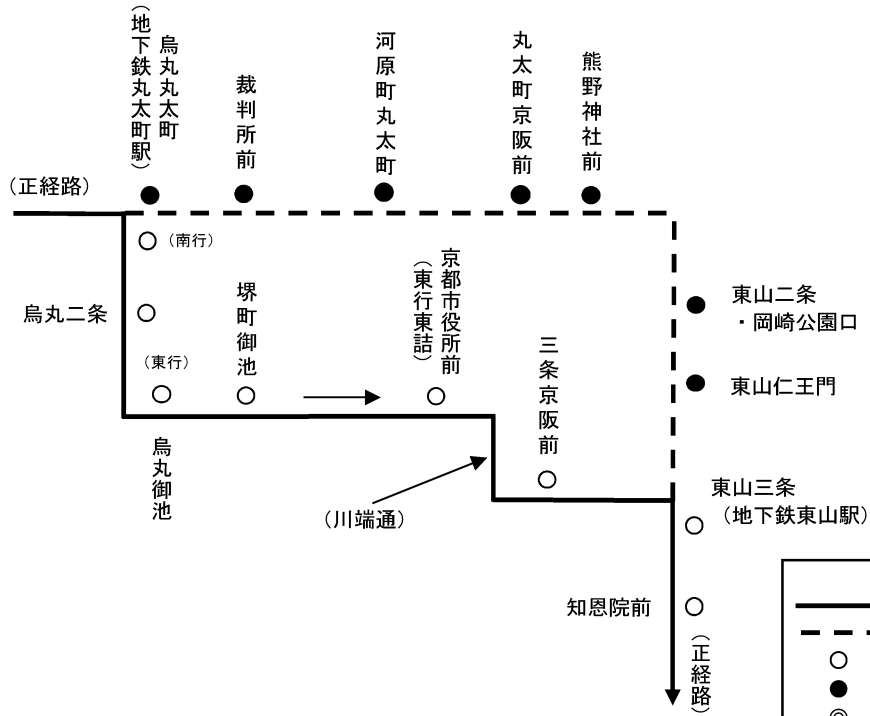 烏丸丸太町
（地下鉄丸太町駅）
裁判所前
河原町丸太町
丸太町京阪前
熊野神社前
（正経路）
（南行）
烏丸二条
（東行）
烏丸御池
堺町御池
京都市役所前
（東行東詰）
三条京阪前
（川端通）
東山二条
・岡崎公園口
東山仁王門
東山三条
（地下鉄東山駅）
知恩院前
（正経路）